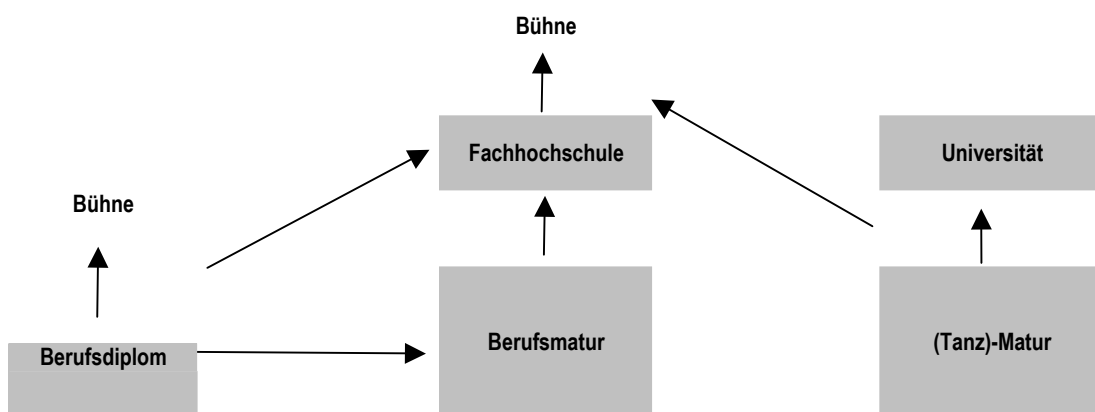 Bühne
Fachhochschule
Universität
Bühne
Berufsdiplom
Berufsmatur
(Tanz)-Matur